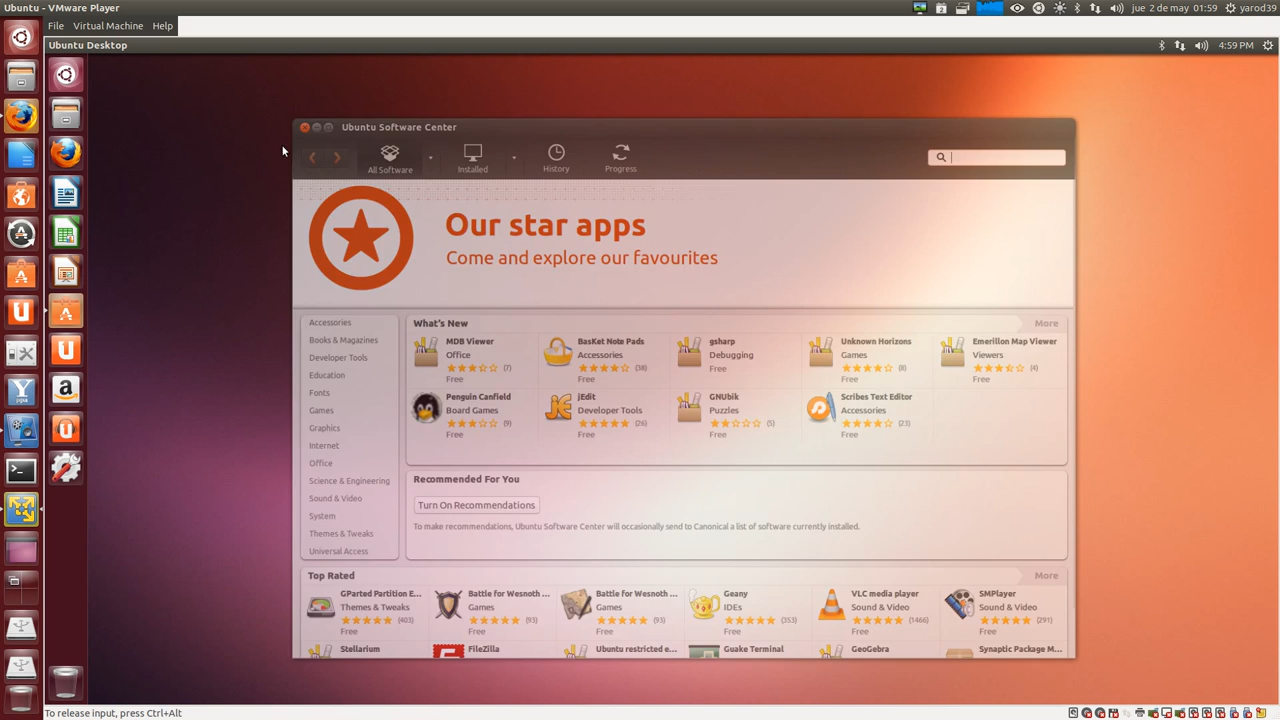 Ubuntu - VMware Player
jue 2 de may 01:59
yarod39
File Virtual Machine Help
Ubuntu Desktop
4:59 PM
Ubuntu Software Center
All Software
Installed
History
Progress
Our star apps
Come and explore our favourites
Accessories
Books & Magazines
Developer Tools
Education
Fonts
Games
Graphics
Internet
Office
Science & Engineering
Sound & Video
System
Themes & Tweaks
Universal Access
What's New
More
MDB Viewer
Office
(7)
Free
BasKet Note Pads
Accessories
(38)
Free
gsharp
Debugging
Free
Unknown Horizons
Games
(8)
Free
Emerillon Map Viewer
Viewers
(4)
Free
Penguin Canfield
Board Games
(9)
Free
jEdit
Developer Tools
(26)
Free
GNUbik
Puzzles
(5)
Free
Scribes Text Editor
Accessories
(23)
Free
Recommended For You
Turn On Recommendations
To make recommendations, Ubuntu Software Center will occasionally send to Canonical a list of software currently installed.
Top Rated
More
GParted Partition E...
Themes & Tweaks
(403)
Free
Battle for Wesnoth ...
Games
(93)
Free
Battle for Wesnoth ...
Games
(93)
Free
Geany
IDEs
(353)
Free
VLC media player
Sound & Video
(1466)
Free
SMPlayer
Sound & Video
(291)
Free
Stellarium
FileZilla
Ubuntu restricted e...
Guake Terminal
GeoGebra
Synaptic Package M...
To release input, press Ctrl+Alt